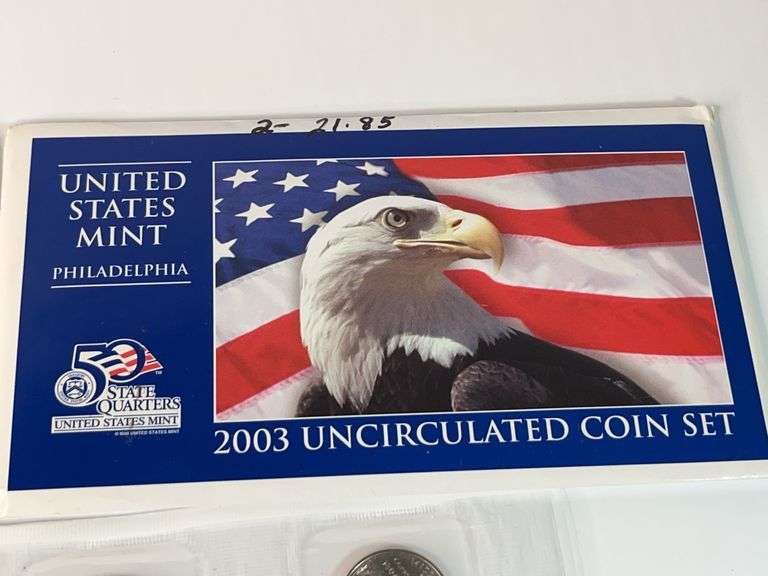 2- 21.85
UNITED
STATES
MINT
PHILADELPHIA
50
STATE
QUARTERS
UNITED STATES MINT
2003 UNCIRCULATED COIN SET